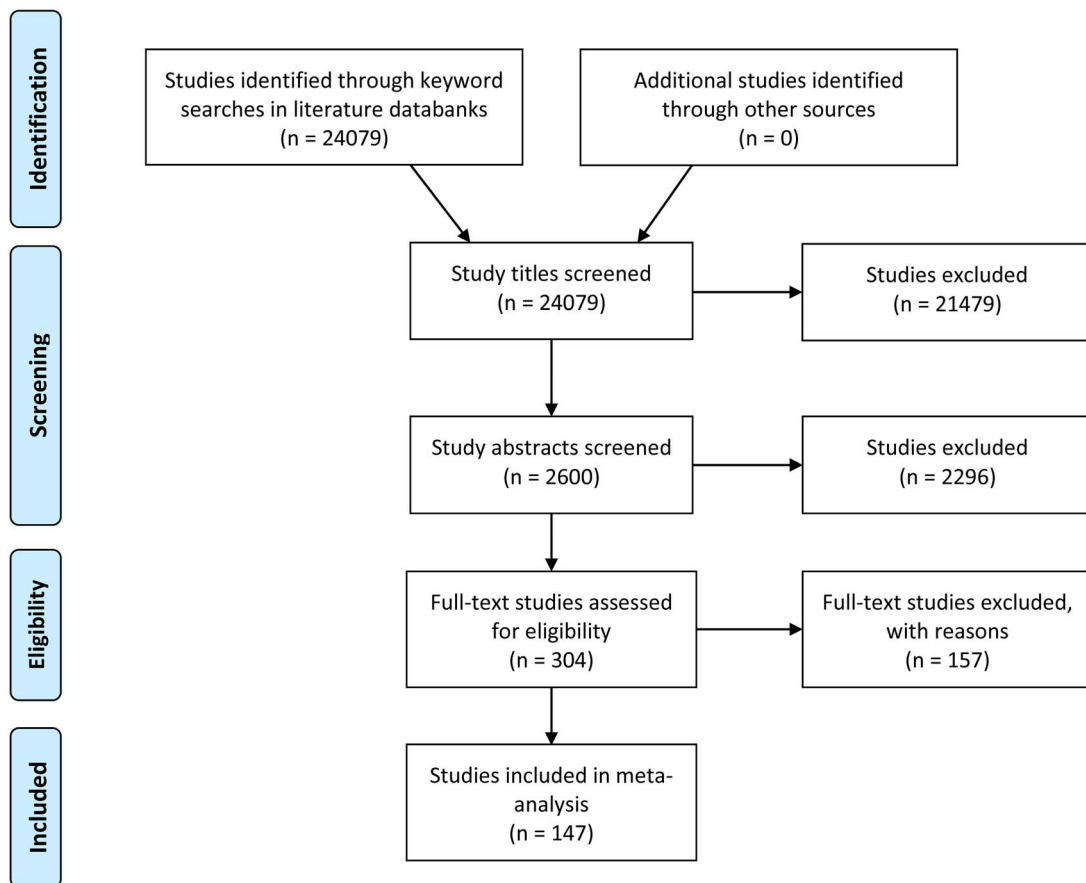 Identification
Studies identified through keyword
searches in literature databanks
(n = 24079)
Additional studies identified
through other sources
(n = 0)
Screening
Study titles screened
(n = 24079)
Studies excluded
(n = 21479)
Study abstracts screened
(n = 2600)
Studies excluded
(n = 2296)
Eligibility
Full-text studies assessed
for eligibility
(n = 304)
Full-text studies excluded,
with reasons
(n = 157)
Included
Studies included in meta-
analysis
(n = 147)